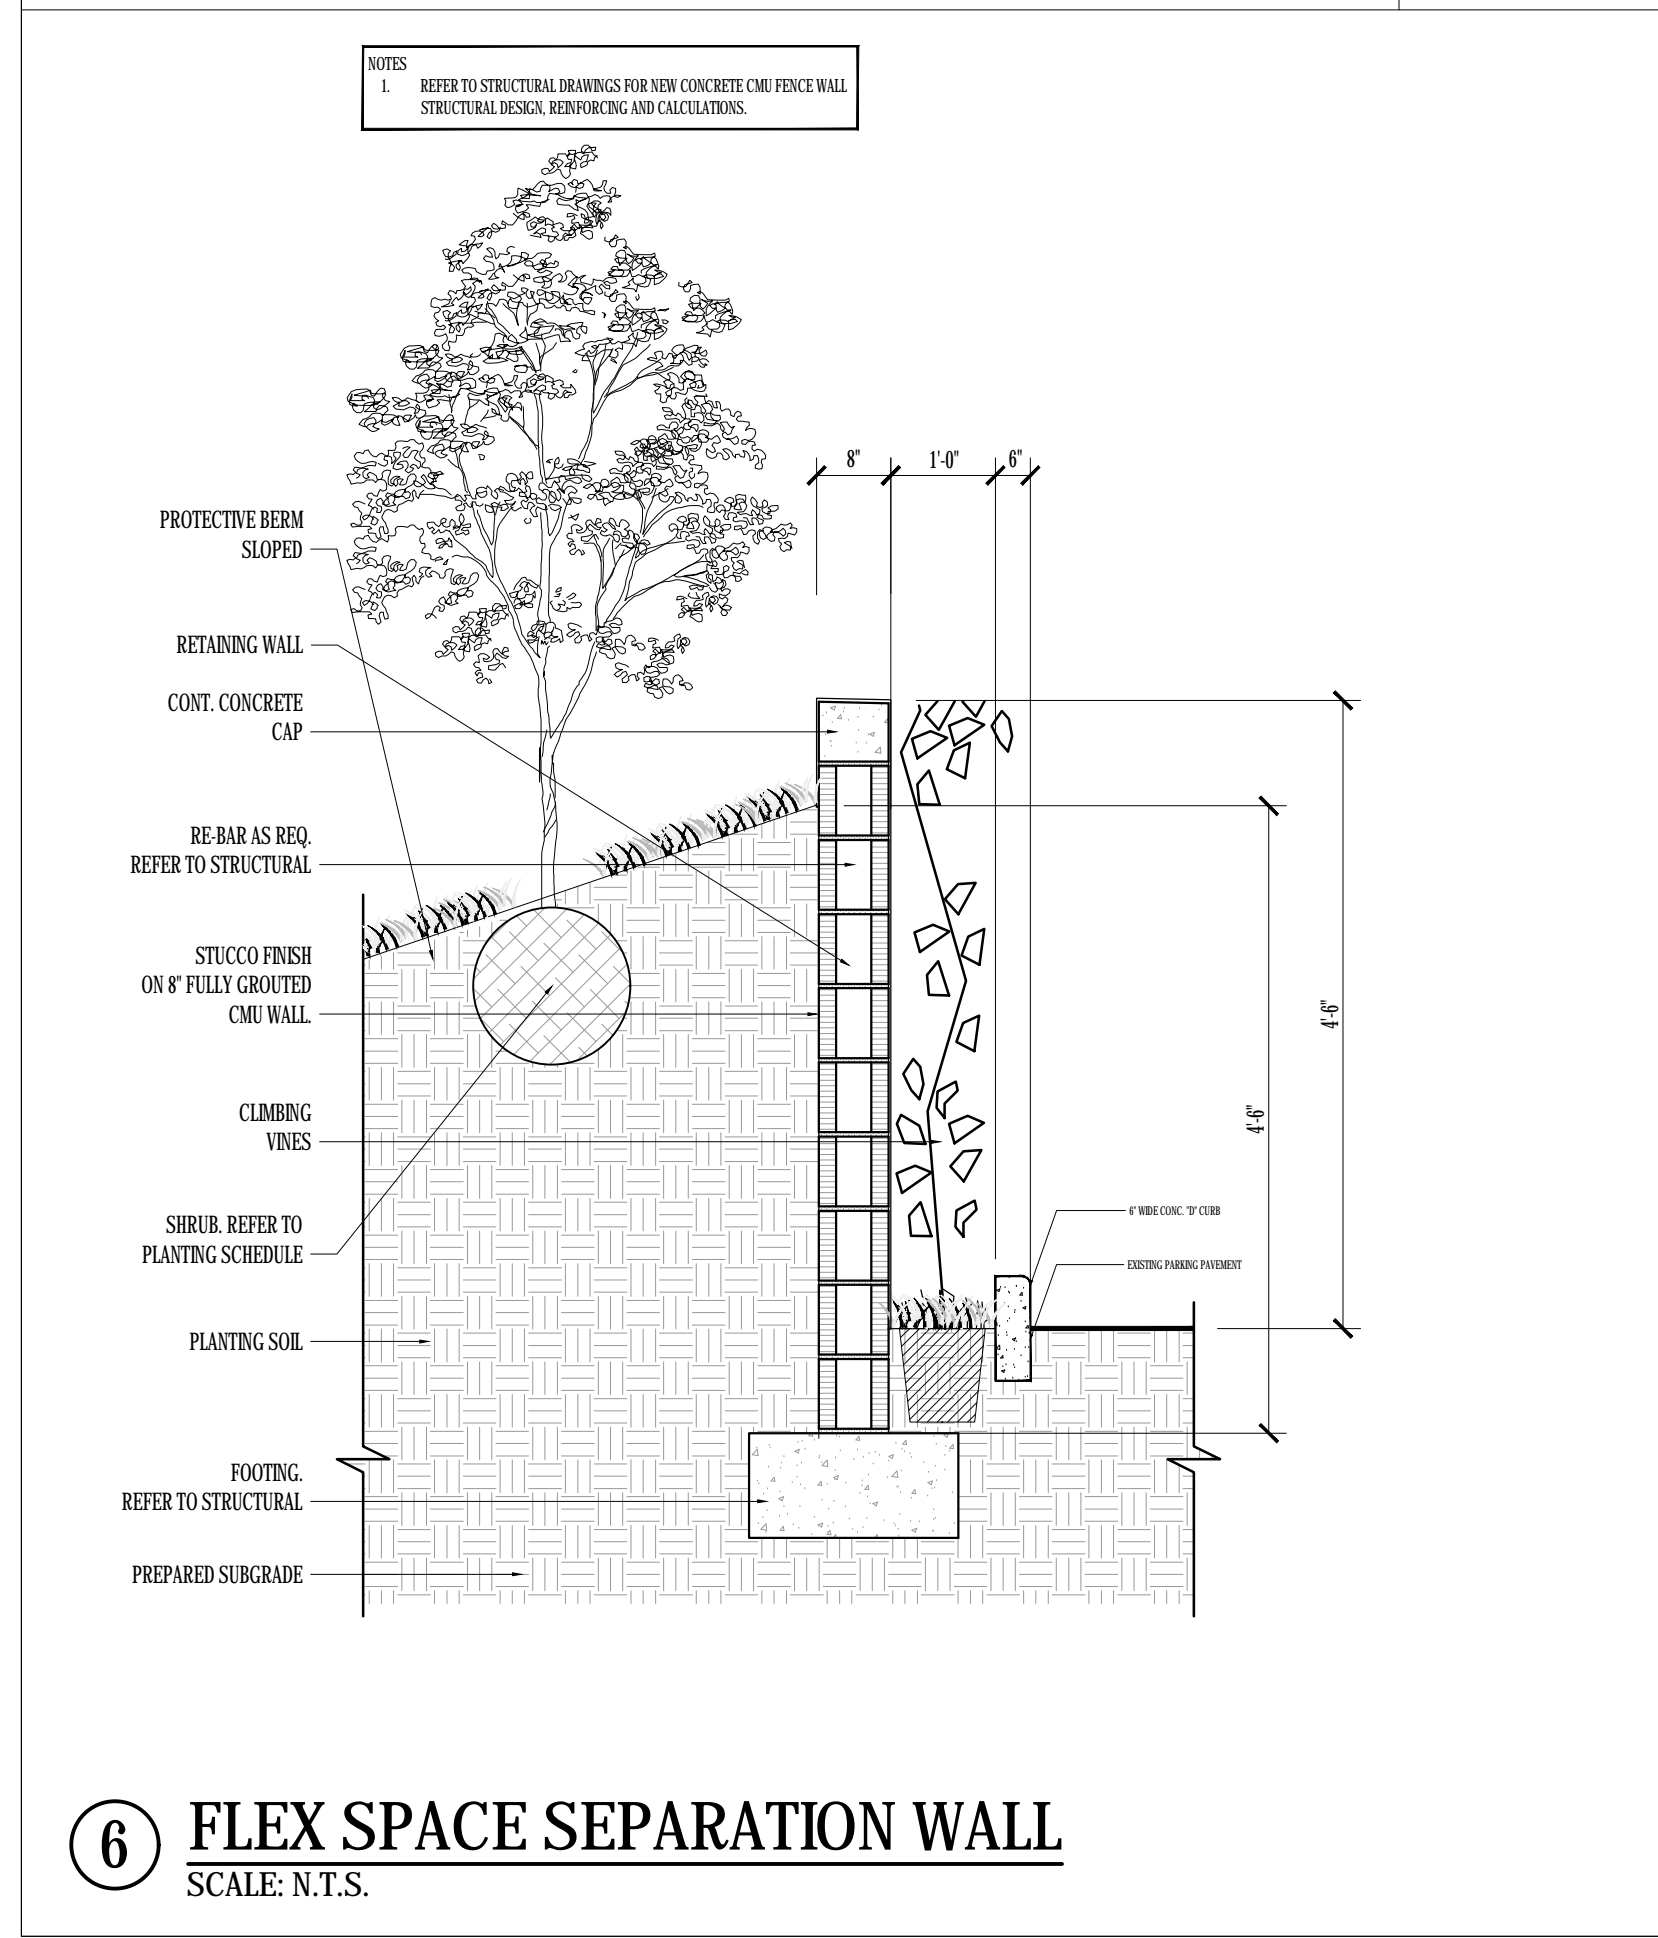 NOTES
1. REFER TO STRUCTURAL DRAWINGS FOR NEW CONCRETE CMU FENCE WALL
STRUCTURAL DESIGN, REINFORCING AND CALCULATIONS.
8" 1'-0" 6"
PROTECTIVE BERM
SLOPED
RETAINING WALL
CONT. CONCRETE
CAP
RE-BAR AS REQ.
REFER TO STRUCTURAL
STUCCO FINISH
ON 8" FULLY GROUTED
CMU WALL.
4'-6"
4'-6"
CLIMBING
VINES
6" WIDE CONC. "D" CURB
SHRUB. REFER TO
PLANTING SCHEDULE
EXISTING PARKING PAVEMENT
PLANTING SOIL
FOOTING.
REFER TO STRUCTURAL
PREPARED SUBGRADE
6 FLEX SPACE SEPARATION WALL
SCALE: N.T.S.